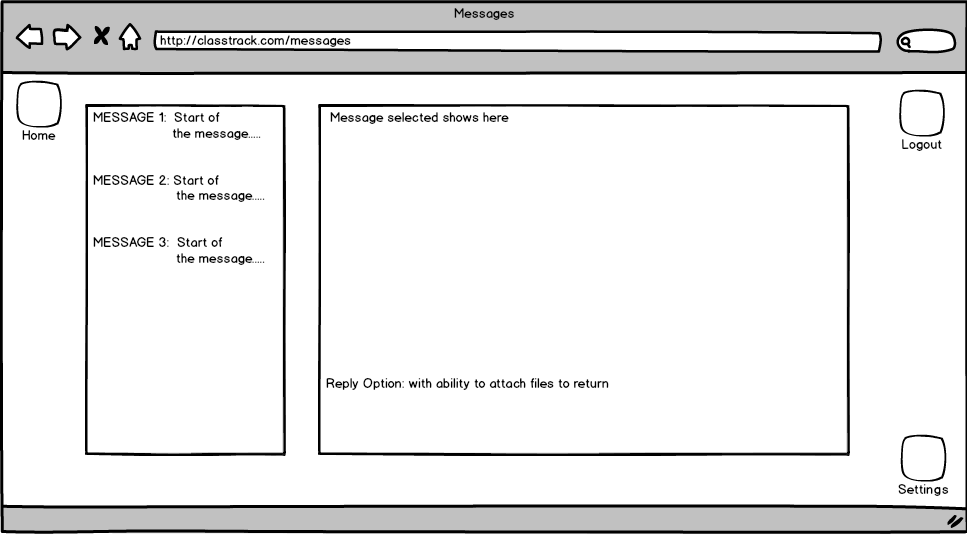 Messages
http://classtrack.com/messages
Home
MESSAGE 1:  Start of
the message.....
MESSAGE 2: Start of
the message.....
MESSAGE 3:  Start of
the message.....
Message selected shows here
Reply Option: with ability to attach files to return
Logout
Settings